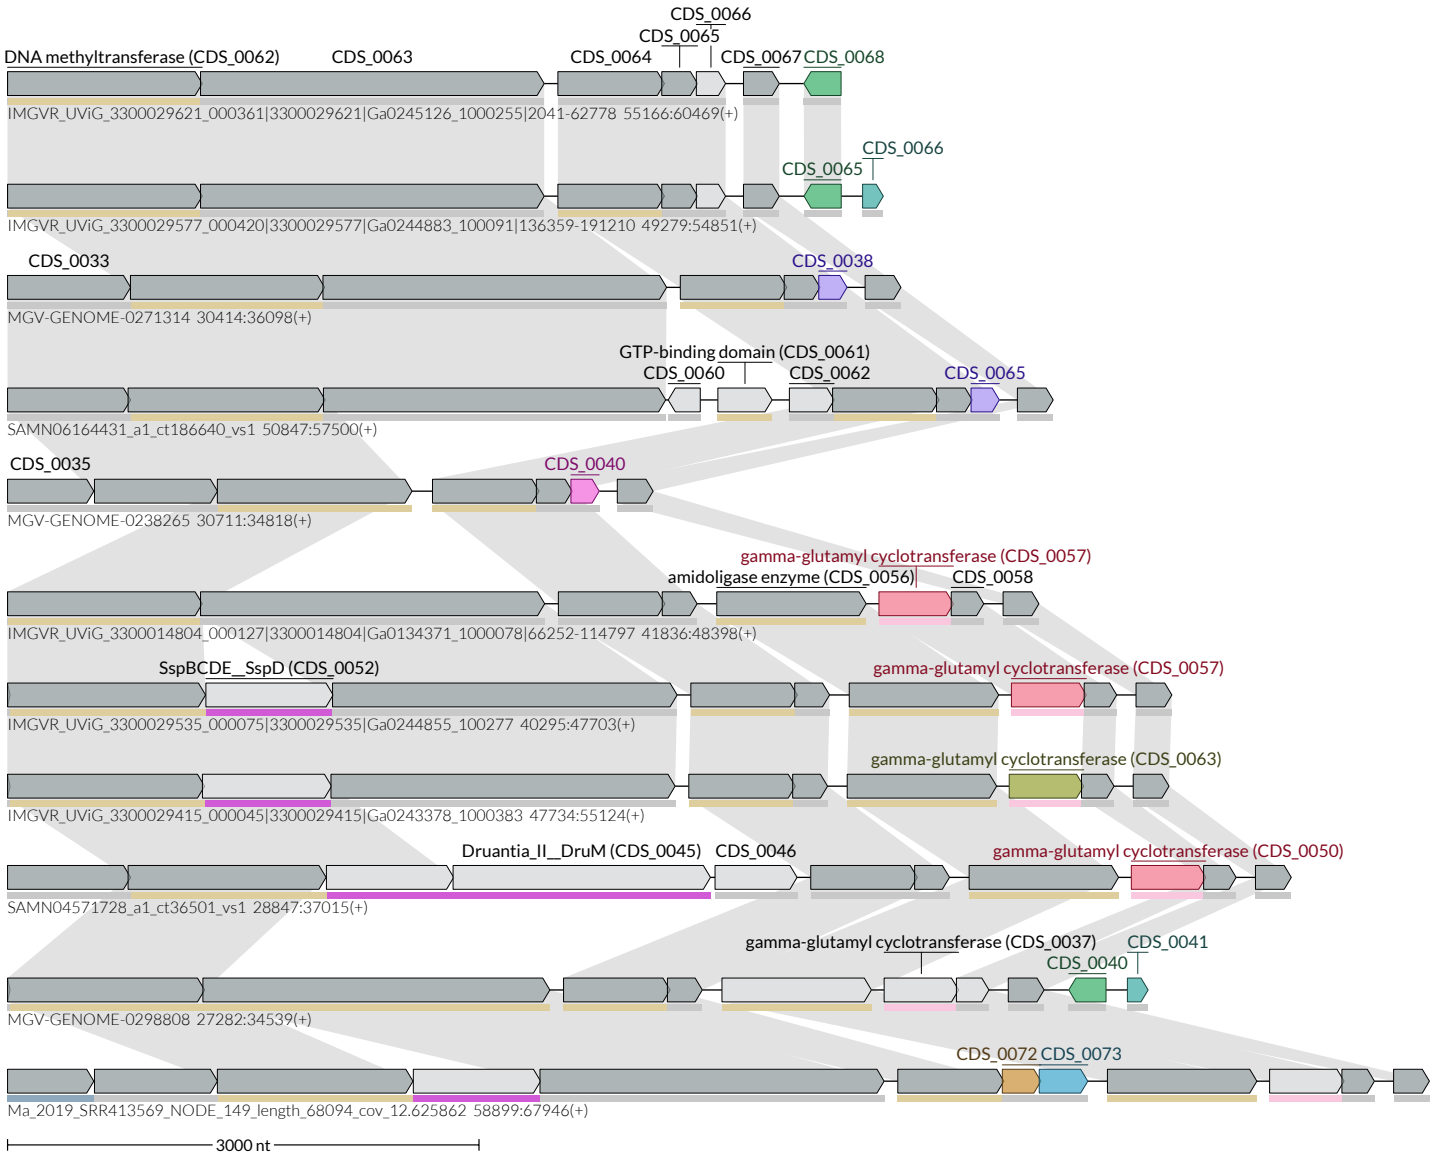 CDS_0066
CDS_0065
DNA methyltransferase (CDS_0062) CDS_0063 CDS_0064 CDS_0067 CDS_0068
IMGVR_UViG_3300029621_000361|3300029621|Ga0245126_1000255|2041-62778 55166:60469(+)
CDS_0066
CDS_0065
IMGVR_UViG_3300029577_000420|3300029577|Ga0244883_100091|136359-191210 49279:54851(+)
CDS_0033 CDS_0038
MGV-GENOME-0271314 30414:36098(+)
GTP-binding domain (CDS_0061)
CDS_0060 CDS_0062 CDS_0065
SAMN06164431_a1_ct186640_vs1 50847:57500(+)
CDS_0035 CDS_0040
MGV-GENOME-0238265 30711:34818(+)
gamma-glutamyl cyclotransferase (CDS_0057)
amidoligase enzyme (CDS_0056) CDS_0058
IMGVR_UViG_3300014804_000127|3300014804|Ga0134371_1000078|66252-114797 41836:48398(+)
SspBCDE__SspD (CDS_0052) gamma-glutamyl cyclotransferase (CDS_0057)
IMGVR_UViG_3300029535_000075|3300029535|Ga0244855_100277 40295:47703(+)
gamma-glutamyl cyclotransferase (CDS_0063)
IMGVR_UViG_3300029415_000045|3300029415|Ga0243378_1000383 47734:55124(+)
Druantia_II__DruM (CDS_0045) CDS_0046 gamma-glutamyl cyclotransferase (CDS_0050)
SAMN04571728_a1_ct36501_vs1 28847:37015(+)
gamma-glutamyl cyclotransferase (CDS_0037) CDS_0041
CDS_0040
MGV-GENOME-0298808 27282:34539(+)
CDS_0072 CDS_0073
Ma_2019_SRR413569_NODE_149_length_68094_cov_12.625862 58899:67946(+)
3000 nt